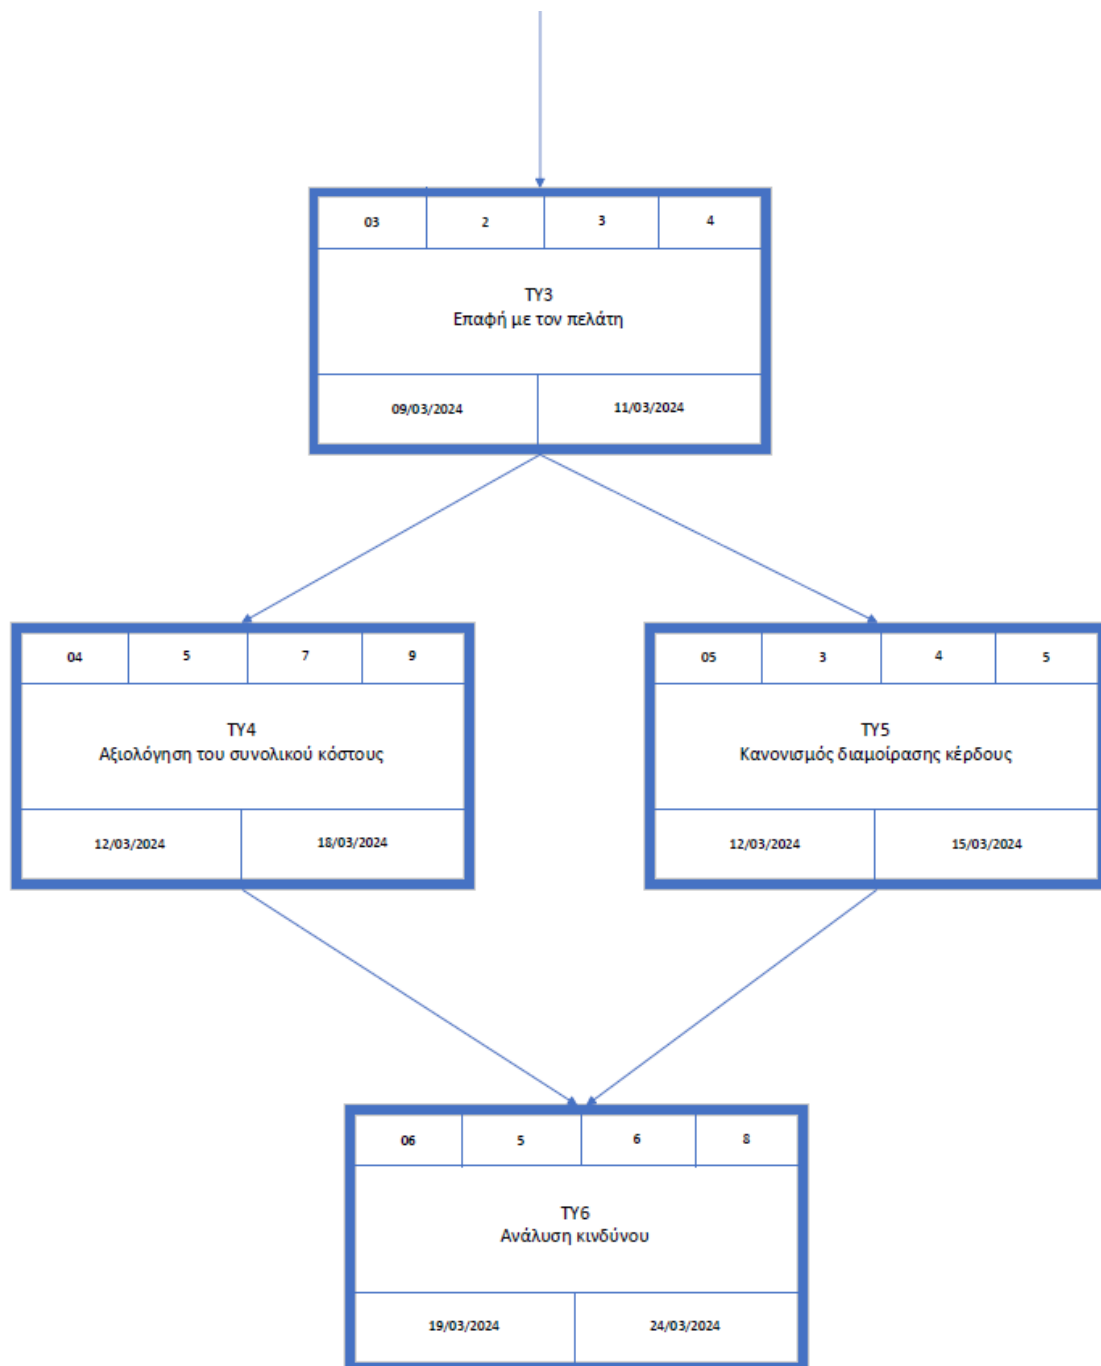 03 2 3 4
ΤΥ3
Επαφή με τον πελάτη
09/03/2024 11/03/2024
04 5 7 9
ΤΥ4
Αξιολόγηση του συνολικού κόστους
12/03/2024 18/03/2024
05 3 4 5
ΤΥ5
Κανονισμός διαμοίρασης κέρδους
12/03/2024 15/03/2024
06 5 6 8
ΤΥ6
Ανάλυση κινδύνου
19/03/2024 24/03/2024